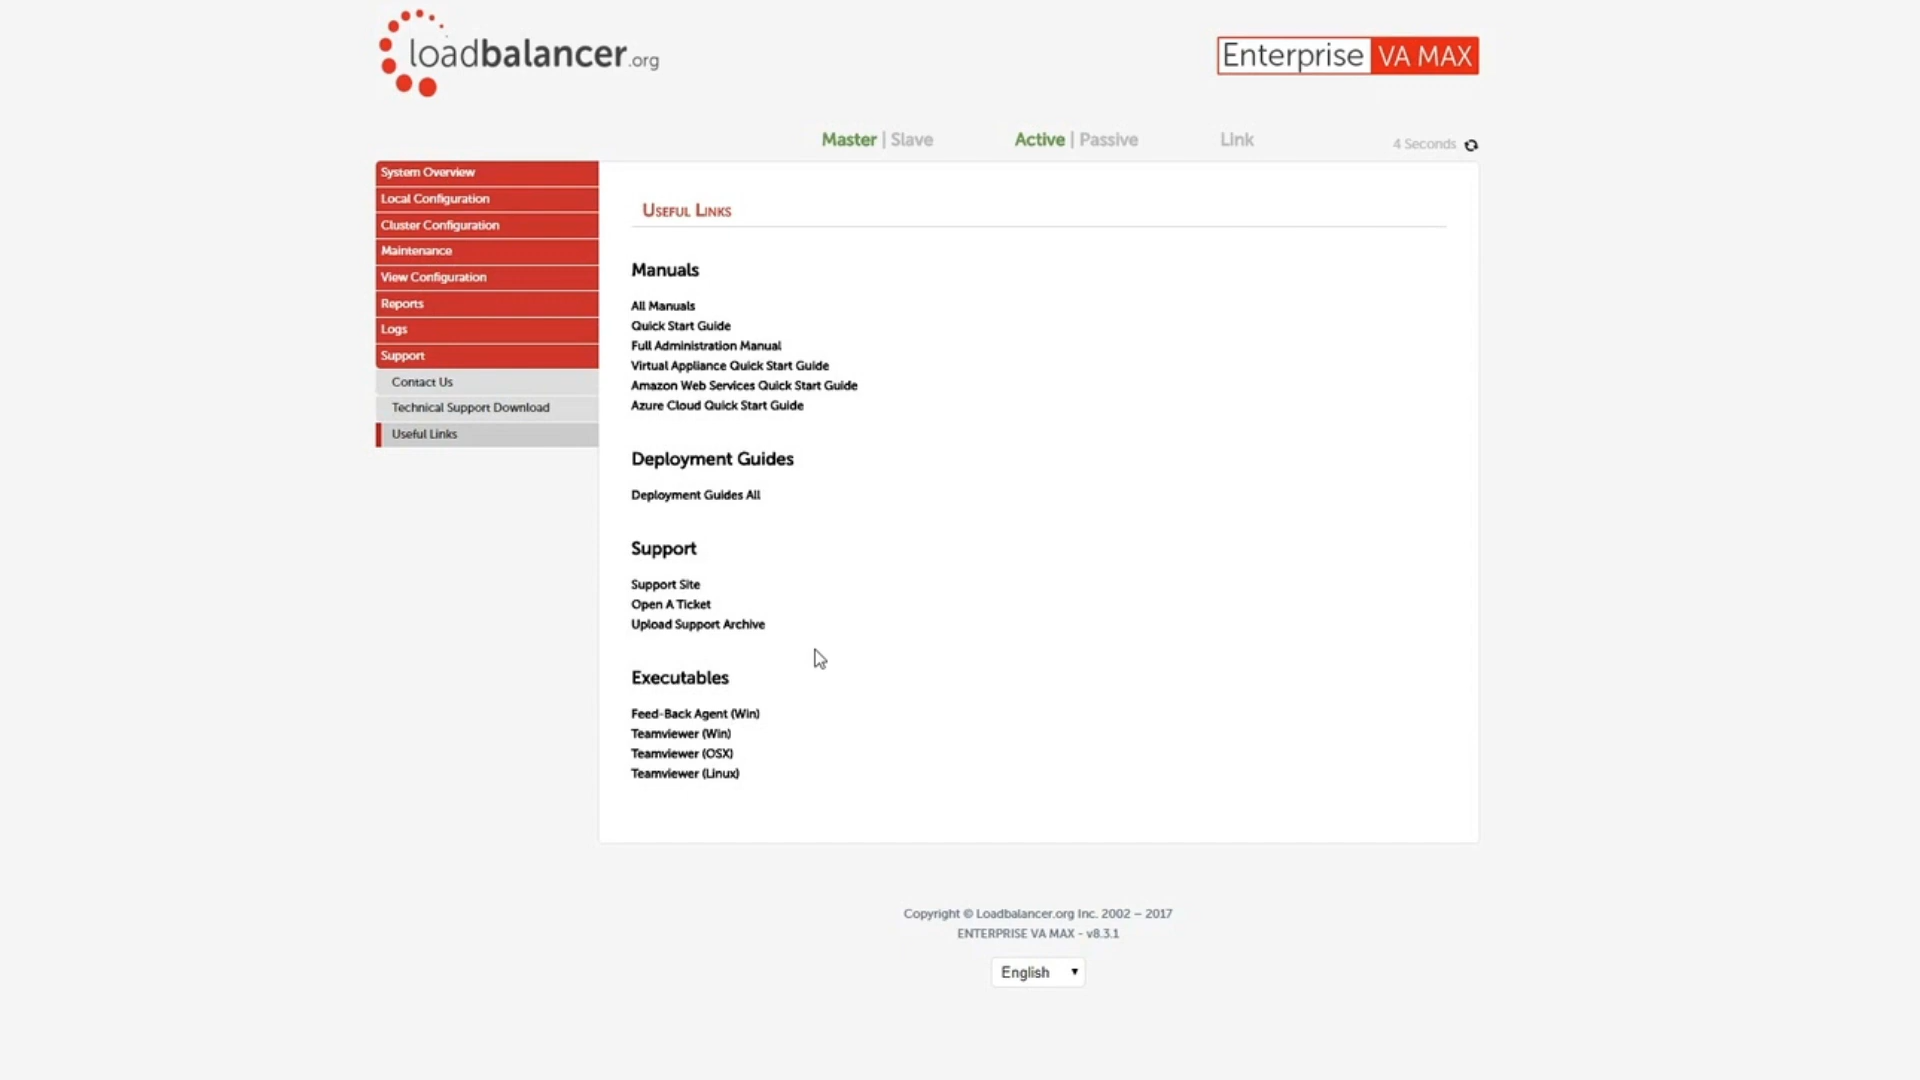 loadbalancer.org
Enterprise VA MAX
Master | Slave
Active | Passive
Link
4 Seconds
System Overview
Local Configuration
Cluster Configuration
Maintenance
View Configuration
Reports
Logs
Support
Contact Us
Technical Support Download
Useful Links
Useful Links
Manuals
All Manuals
Quick Start Guide
Full Administration Manual
Virtual Appliance Quick Start Guide
Amazon Web Services Quick Start Guide
Azure Cloud Quick Start Guide
Deployment Guides
Deployment Guides All
Support
Support Site
Open A Ticket
Upload Support Archive
Executables
Feed-Back Agent (Win)
Teamviewer (Win)
Teamviewer (OSX)
Teamviewer (Linux)
Copyright © Loadbalancer.org Inc. 2002 – 2017
ENTERPRISE VA MAX - v8.3.1
English